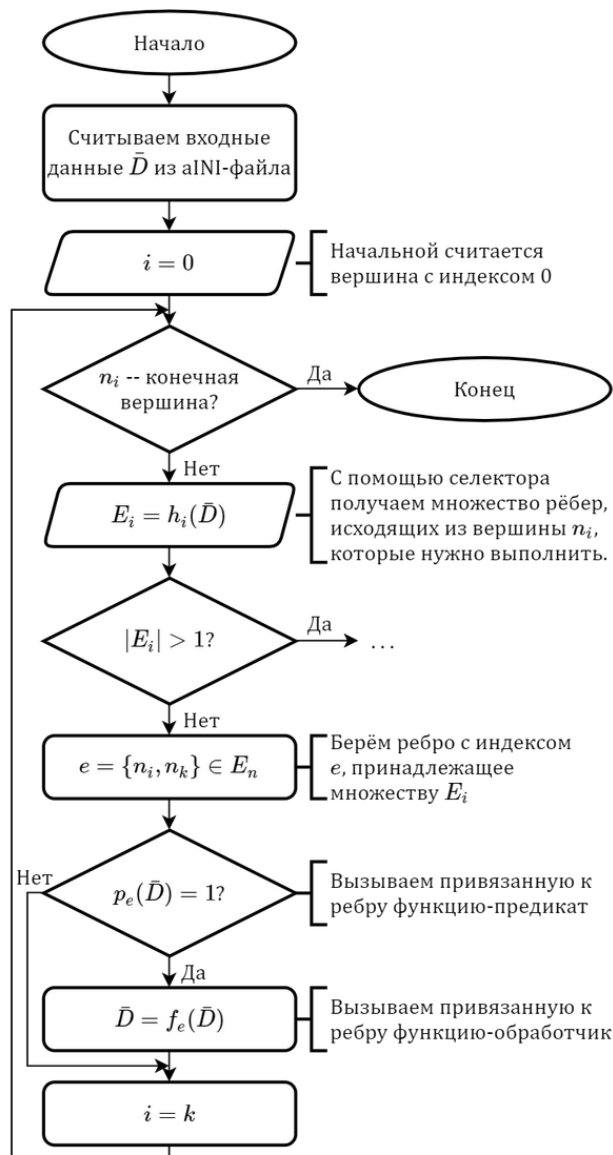 Начало
Считываем входные
данные D̄ из aINI-файла
i = 0
Начальной считается
вершина с индексом 0
n_i -- конечная
вершина?
Да
Конец
Нет
E_i = h_i(D̄)
С помощью селектора
получаем множество рёбер,
исходящих из вершины n_i,
которые нужно выполнить.
|E_i| > 1?
Да
...
Нет
e = {n_i, n_k} ∈ E_n
Берём ребро с индексом
e, принадлежащее
множеству E_i
Нет
p_e(D̄) = 1?
Вызываем привязанную к
ребру функцию-предикат
Да
D̄ = f_e(D̄)
Вызываем привязанную к
ребру функцию-обработчик
i = k